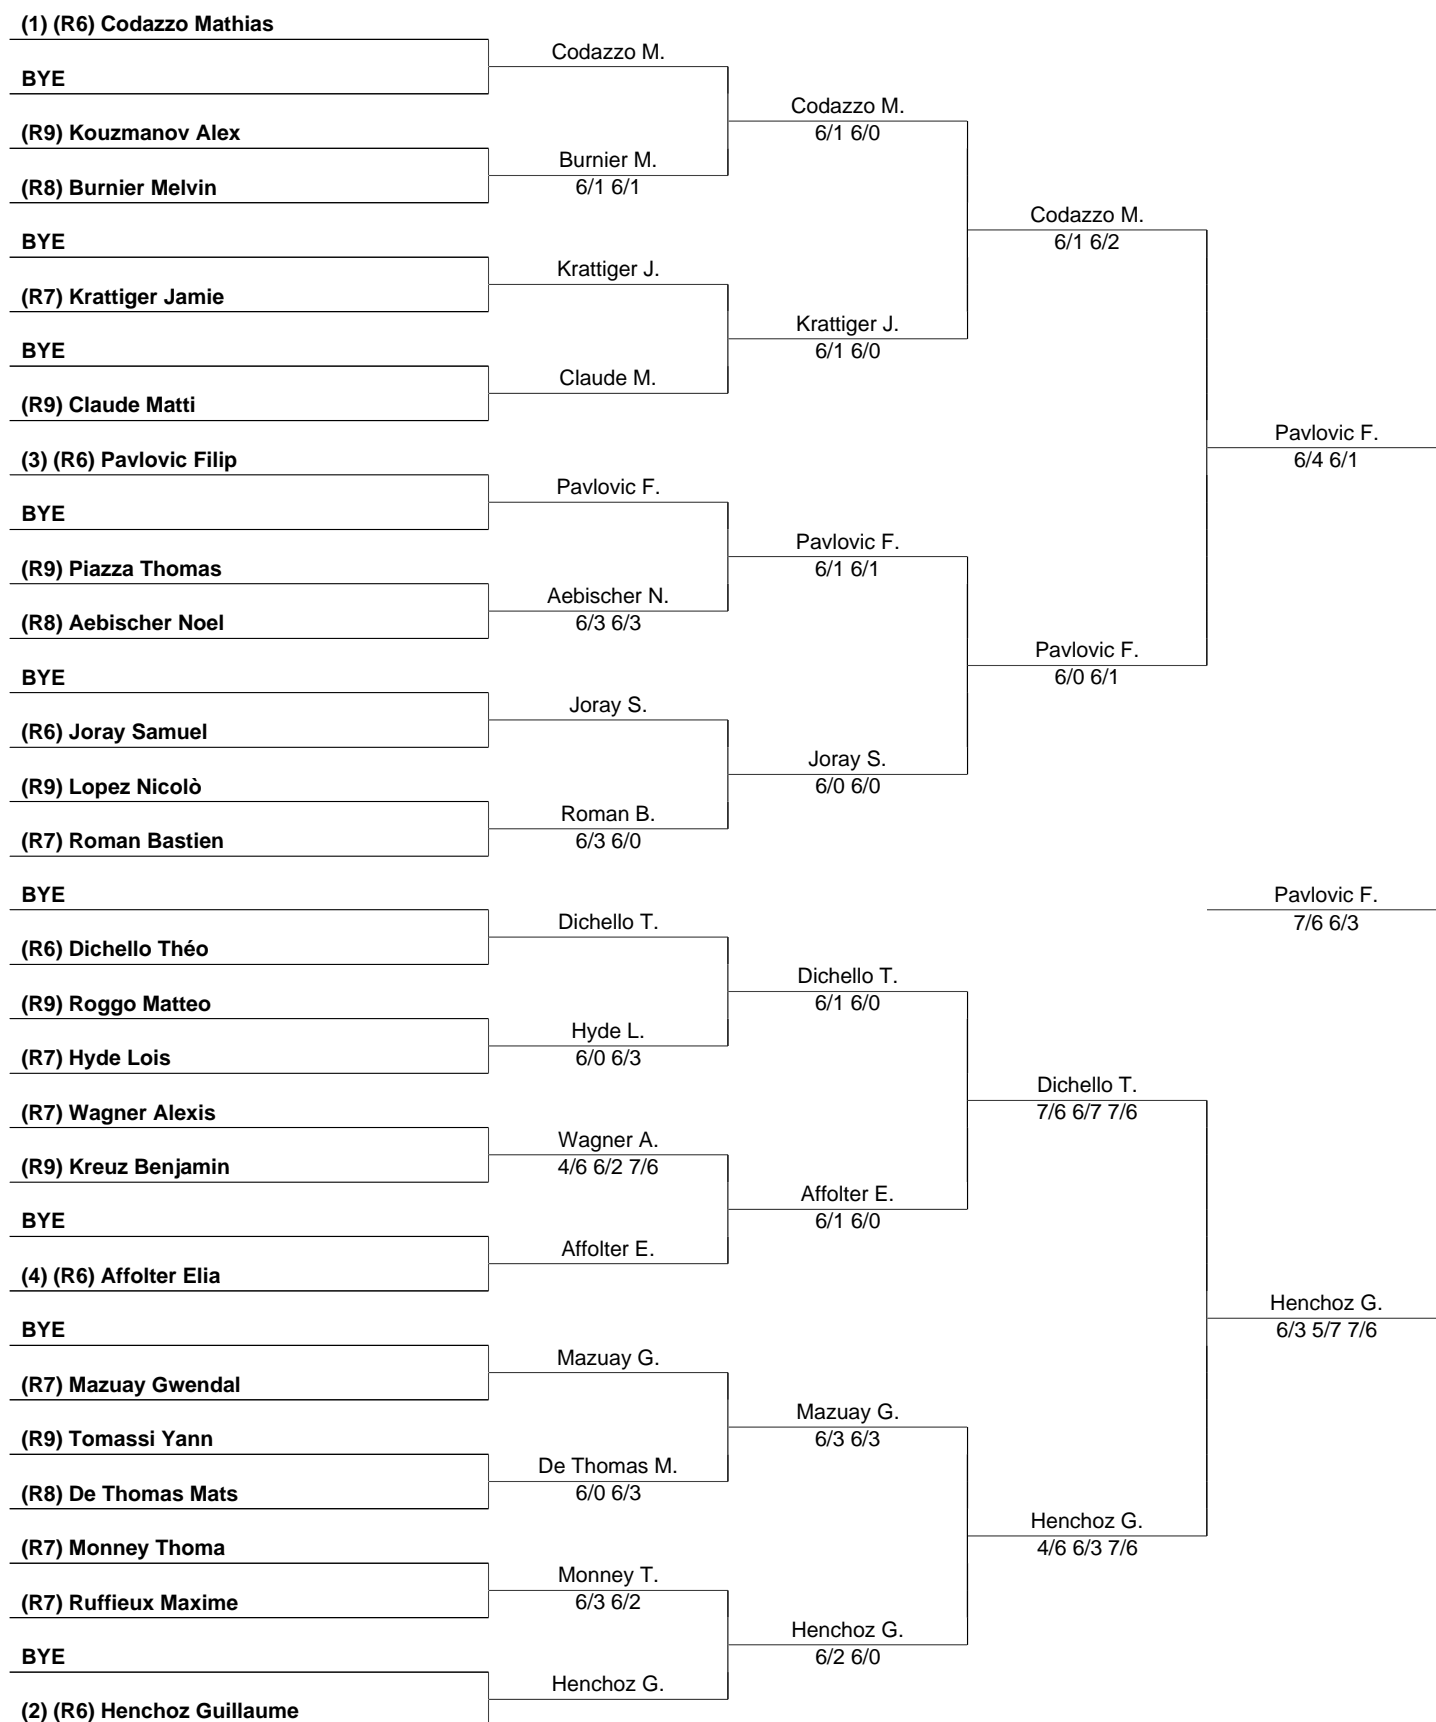 (1) (R6) Codazzo Mathias
BYE
(R9) Kouzmanov Alex
(R8) Burnier Melvin
BYE
(R7) Krattiger Jamie
BYE
(R9) Claude Matti
(3) (R6) Pavlovic Filip
BYE
(R9) Piazza Thomas
(R8) Aebischer Noel
BYE
(R6) Joray Samuel
(R9) Lopez Nicolò
(R7) Roman Bastien
BYE
(R6) Dichello Théo
(R9) Roggo Matteo
(R7) Hyde Lois
(R7) Wagner Alexis
(R9) Kreuz Benjamin
BYE
(4) (R6) Affolter Elia
BYE
(R7) Mazuay Gwendal
(R9) Tomassi Yann
(R8) De Thomas Mats
(R7) Monney Thoma
(R7) Ruffieux Maxime
BYE
(2) (R6) Henchoz Guillaume
Codazzo M.
Burnier M.
6/1 6/1
Krattiger J.
Claude M.
Pavlovic F.
Aebischer N.
6/3 6/3
Joray S.
Roman B.
6/3 6/0
Dichello T.
Hyde L.
6/0 6/3
Wagner A.
4/6 6/2 7/6
Affolter E.
Mazuay G.
De Thomas M.
6/0 6/3
Monney T.
6/3 6/2
Henchoz G.
Codazzo M.
6/1 6/0
Krattiger J.
6/1 6/0
Pavlovic F.
6/1 6/1
Joray S.
6/0 6/0
Dichello T.
6/1 6/0
Affolter E.
6/1 6/0
Mazuay G.
6/3 6/3
Henchoz G.
6/2 6/0
Codazzo M.
6/1 6/2
Pavlovic F.
6/0 6/1
Dichello T.
7/6 6/7 7/6
Henchoz G.
4/6 6/3 7/6
Pavlovic F.
6/4 6/1
Pavlovic F.
7/6 6/3
Henchoz G.
6/3 5/7 7/6